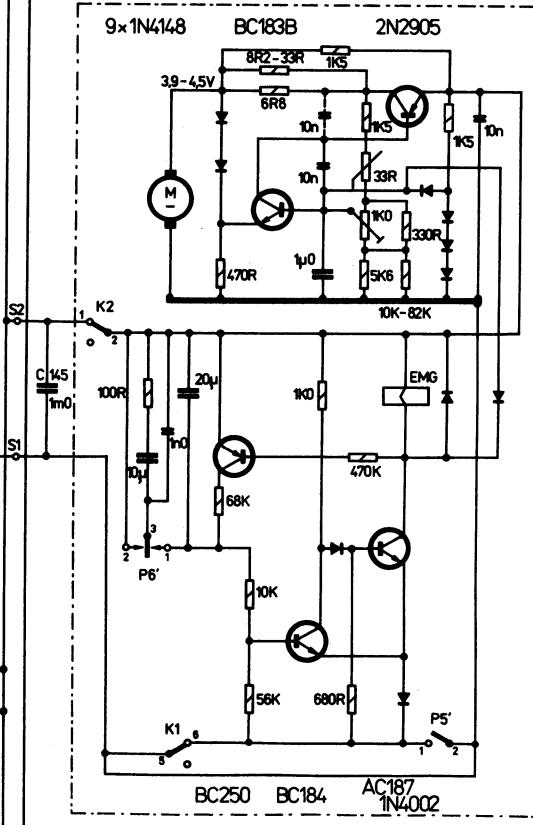 9×1N4148 BC183B 2N2905
8R2-33R 1K5
3,9-4,5V
6R8
10n 1K5 1K5 10n
10n 33R
M
1K0
330R
1µ0
470R 5K6
10K-82K
S2 K2
1
2
C145
1m0
100R 20µ 1K0 EMG
1n0
10µ
S1
470K
68K
3
2 1
P6'
10K
56K 680R
K1 P5'
6
5 1 2
BC250 BC184 AC187
1N4002